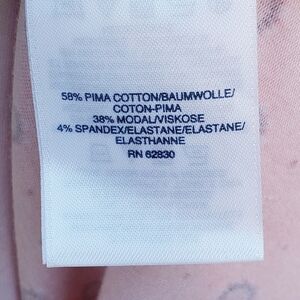 58% PIMA COTTON/BAUMWOLLE/
COTON-PIMA
38% MODAL/VISKOSE
4% SPANDEX/ELASTANE/ELASTANE/
ELASTHANNE
RN 62830